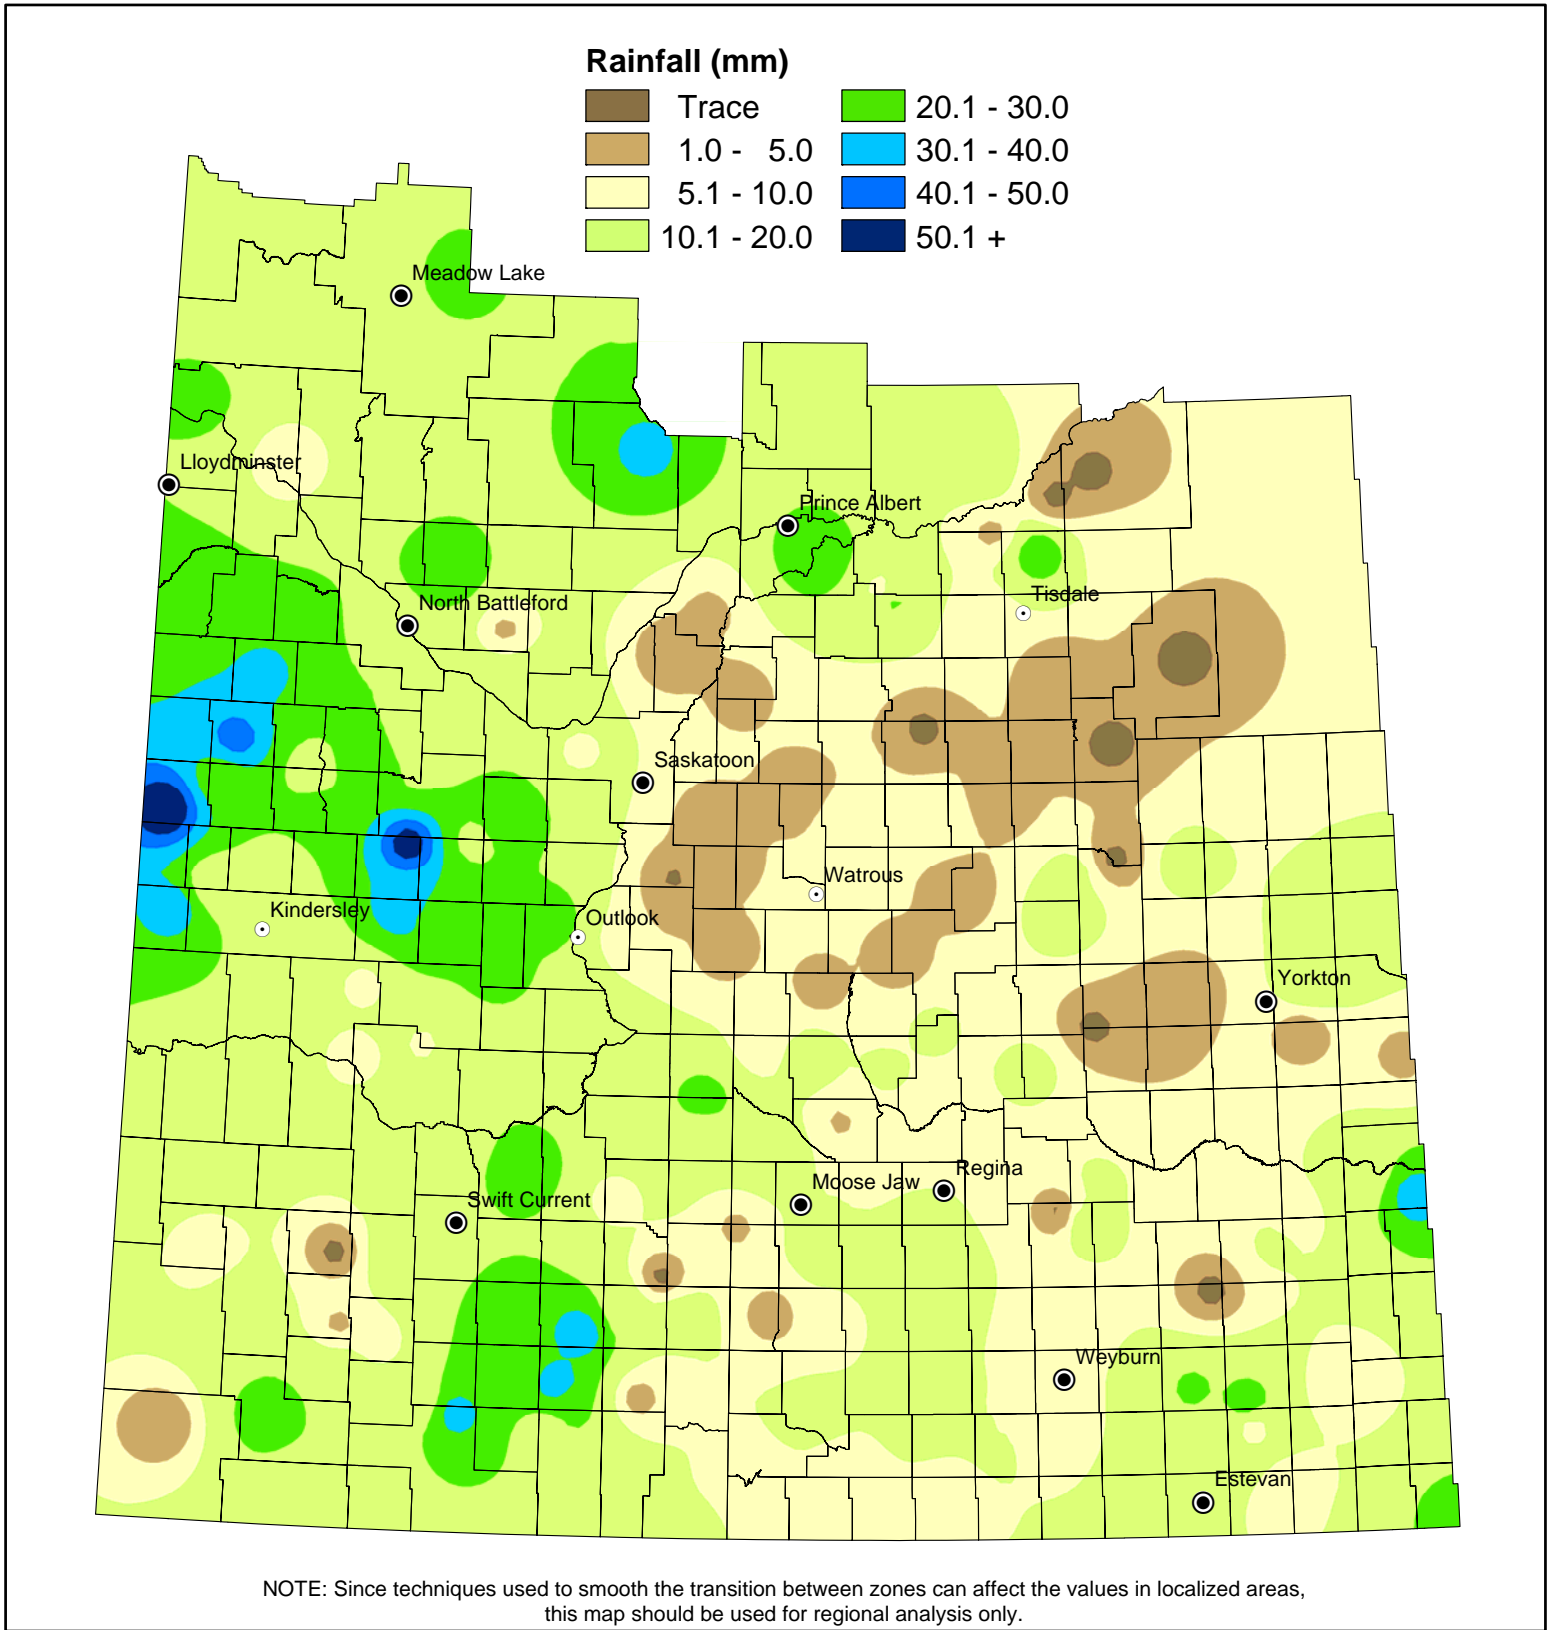 Rainfall (mm)
Trace
1.0 - 5.0
5.1 - 10.0
10.1 - 20.0
20.1 - 30.0
30.1 - 40.0
40.1 - 50.0
50.1 +
Meadow Lake
Lloydminster
Prince Albert
North Battleford
Tisdale
Saskatoon
Watrous
Kindersley
Outlook
Yorkton
Regina
Moose Jaw
Swift Current
Weyburn
Estevan
NOTE: Since techniques used to smooth the transition between zones can affect the values in localized areas,
this map should be used for regional analysis only.